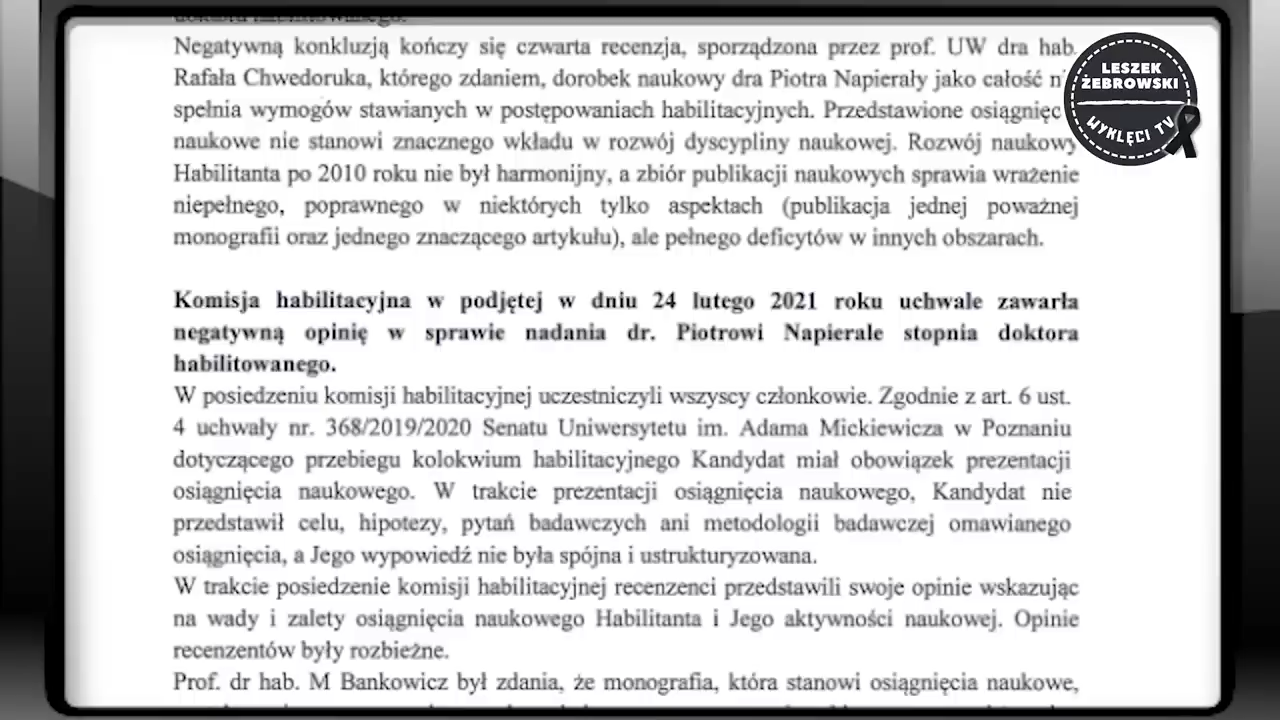 Negatywną konkluzją kończy się czwarta recenzja, sporządzona przez prof. UW dra hab.
Rafała Chwedoruka, którego zdaniem, dorobek naukowy dra Piotra Napierały jako całość
spełnia wymogów stawianych w postępowaniach habilitacyjnych. Przedstawione
naukowe nie stanowi znacznego wkładu w rozwój dyscypliny naukowej. Rozwój naukowy
Habilitanta po 2010 roku nie był harmonijny, a zbiór publikacji naukowych sprawia wrażenie
niepełnego, poprawnego w niektórych tylko aspektach (publikacja jednej poważnej
monografii oraz jednego znaczącego artykułu), ale pełnego deficytów w innych obszarach.
Komisja habilitacyjna w podjętej w dniu 24 lutego 2021 roku uchwale zawarła
negatywną opinię w sprawie nadania dr. Piotrowi Napierale stopnia doktora
habilitowanego.
W posiedzeniu komisji habilitacyjnej uczestniczyli wszyscy członkowie. Zgodnie z art. 6 ust.
4 uchwały nr. 368/2019/2020 Senatu Uniwersytetu im. Adama Mickiewicza w Poznaniu
dotyczącego przebiegu kolokwium habilitacyjnego Kandydat miał obowiązek prezentacji
osiągnięcia naukowego. W trakcie prezentacji osiągnięcia naukowego, Kandydat nie
przedstawił celu, hipotezy, pytań badawczych ani metodologii badawczej omawianego
osiągnięcia, a Jego wypowiedź nie była spójna i ustrukturyzowana.
W trakcie posiedzenie komisji habilitacyjnej recenzenci przedstawili swoje opinie wskazując
na wady i zalety osiągnięcia naukowego Habilitanta i Jego aktywności naukowej. Opinie
recenzentów były rozbieżne.
Prof. dr hab. M Bankowicz był zdania, że monografia, która stanowi osiągnięcia naukowe,
LESZEK
ŻEBROWSKI
WYKLĘCI TV